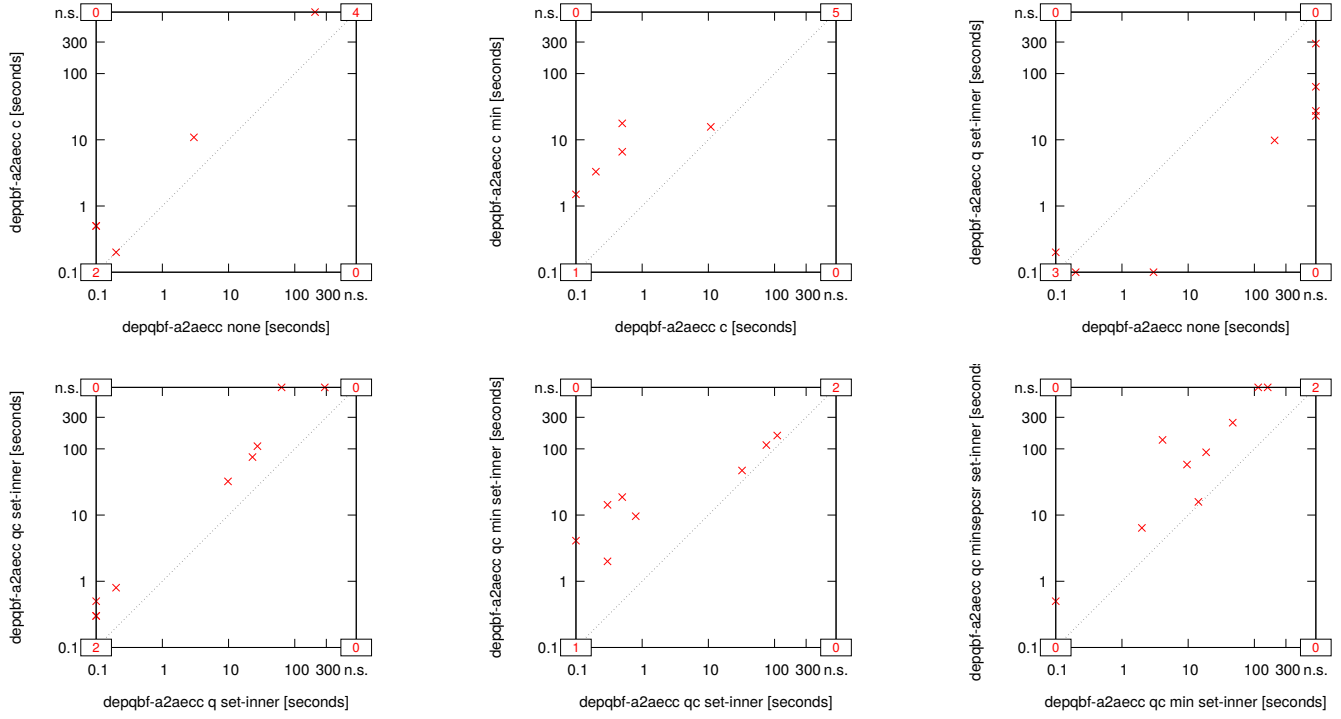 n.s. 0 4
300
100
10
1
0.1 2 0
0.1 1 10 100 300 n.s.
depqbf-a2aecc c [seconds]
depqbf-a2aecc none [seconds]
n.s. 0 5
300
100
10
1
0.1 1 0
0.1 1 10 100 300 n.s.
depqbf-a2aecc c min [seconds]
depqbf-a2aecc c [seconds]
n.s. 0 0
300
100
10
1
0.1 3 0
0.1 1 10 100 300 n.s.
depqbf-a2aecc q set-inner [seconds]
depqbf-a2aecc none [seconds]
n.s. 0 0
300
100
10
1
0.1 2 0
0.1 1 10 100 300 n.s.
depqbf-a2aecc qc set-inner [seconds]
depqbf-a2aecc q set-inner [seconds]
n.s. 0 2
300
100
10
1
0.1 1 0
0.1 1 10 100 300 n.s.
depqbf-a2aecc qc min set-inner [seconds]
depqbf-a2aecc qc set-inner [seconds]
n.s. 0 2
300
100
10
1
0.1 0 0
0.1 1 10 100 300 n.s.
depqbf-a2aecc qc minsepcsr set-inner [second
depqbf-a2aecc qc min set-inner [seconds]